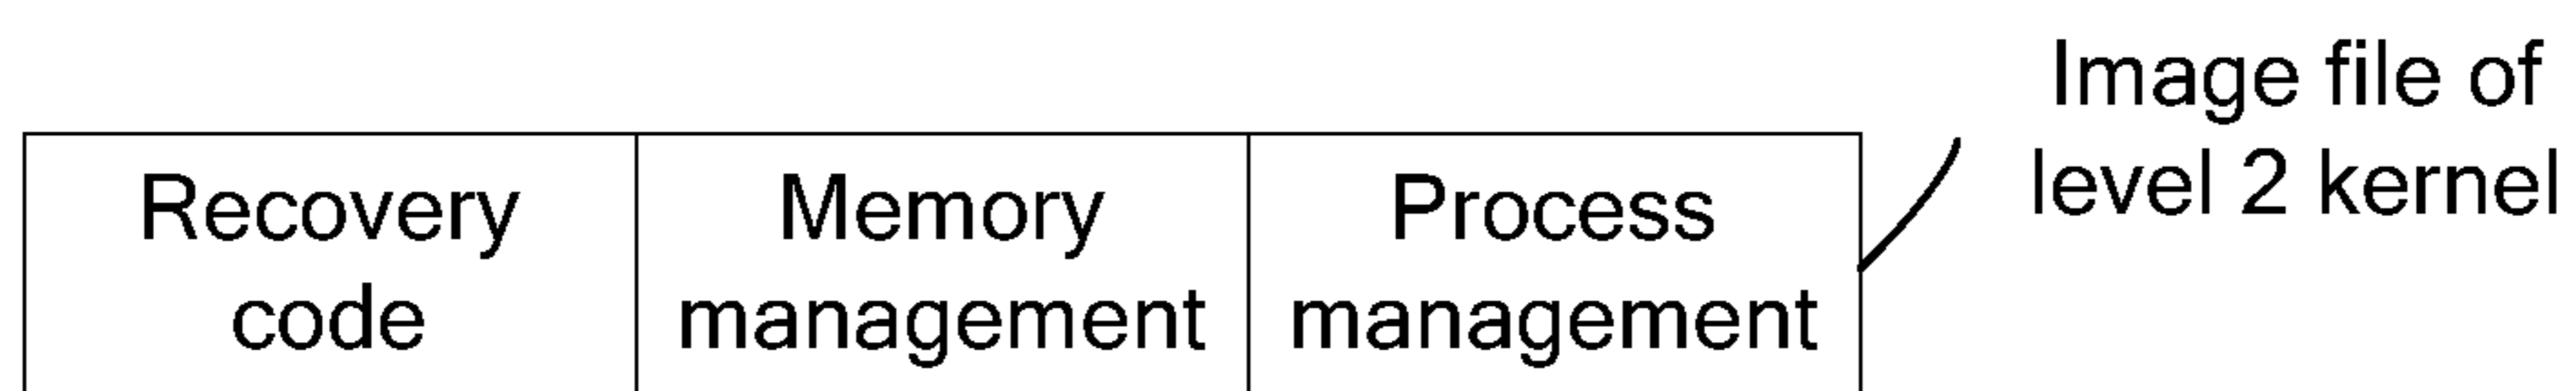 Image file of
level 2 kernel
Recovery
code
Memory
management
Process
management